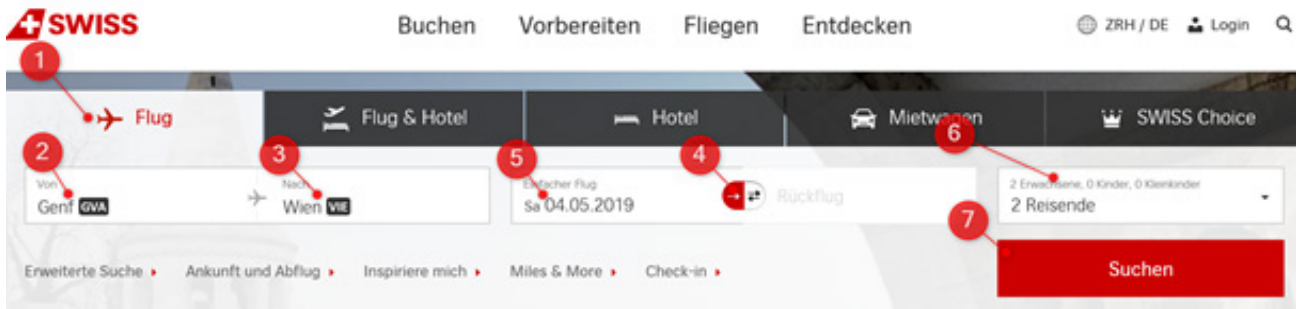 SWISS Buchen Vorbereiten Fliegen Entdecken ZRH / DE Login
1
Flug Flug & Hotel Hotel Mietwagen SWISS Choice
2 3 5 4 6
Von Nach Einfacher Flug 2 Erwachsene, 0 Kinder, 0 Kleinkinder
Genf GVA Wien VIE Sa 04.05.2019 Rückflug 2 Reisende
7
Erweiterte Suche Ankunft und Abflug Inspiriere mich Miles & More Check-in Suchen